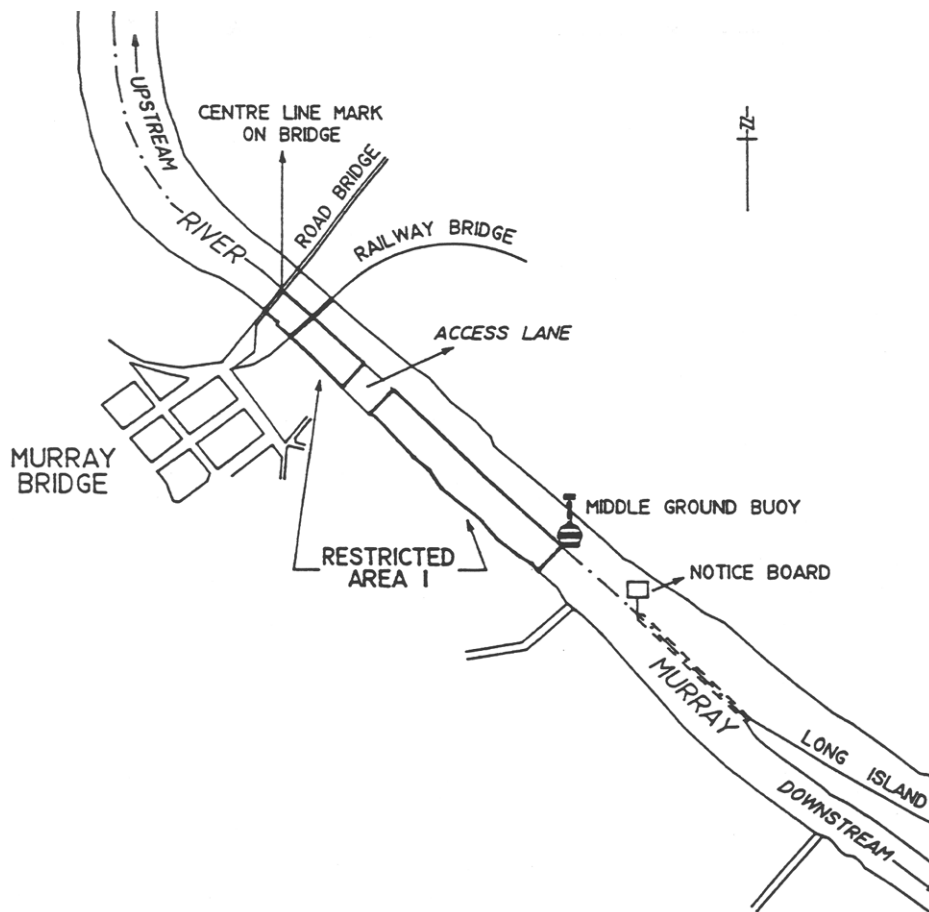 UPSTREAM
CENTRE LINE MARK
ON BRIDGE
ROAD BRIDGE
N
RIVER
RAILWAY BRIDGE
ACCESS LANE
MURRAY
BRIDGE
MIDDLE GROUND BUOY
RESTRICTED
AREA 1
NOTICE BOARD
MURRAY
LONG ISLAND
DOWNSTREAM